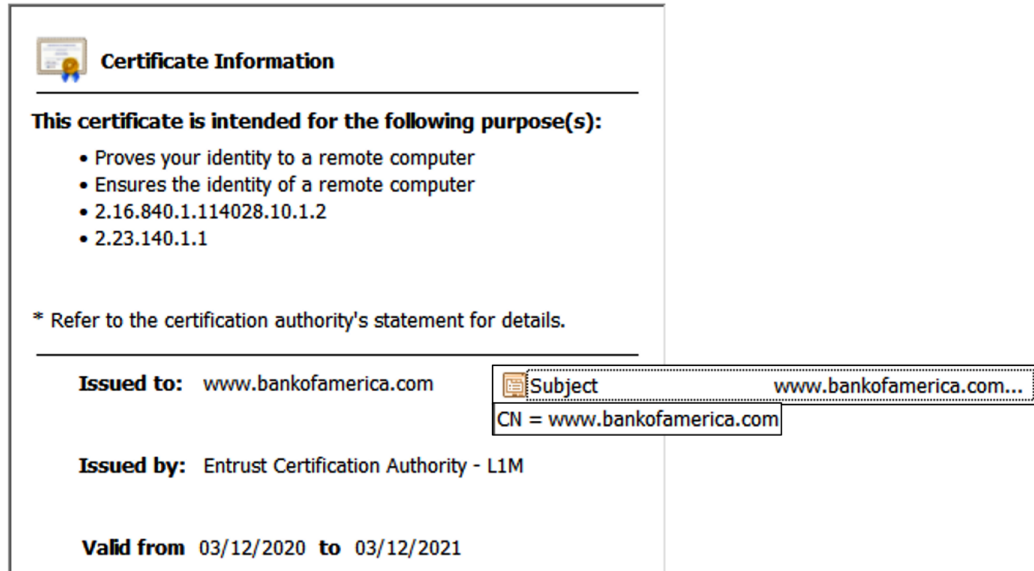 Certificate Information
This certificate is intended for the following purpose(s):
• Proves your identity to a remote computer
• Ensures the identity of a remote computer
• 2.16.840.1.114028.10.1.2
• 2.23.140.1.1
* Refer to the certification authority's statement for details.
Issued to: www.bankofamerica.com
Subject www.bankofamerica.com...
CN = www.bankofamerica.com
Issued by: Entrust Certification Authority - L1M
Valid from 03/12/2020 to 03/12/2021